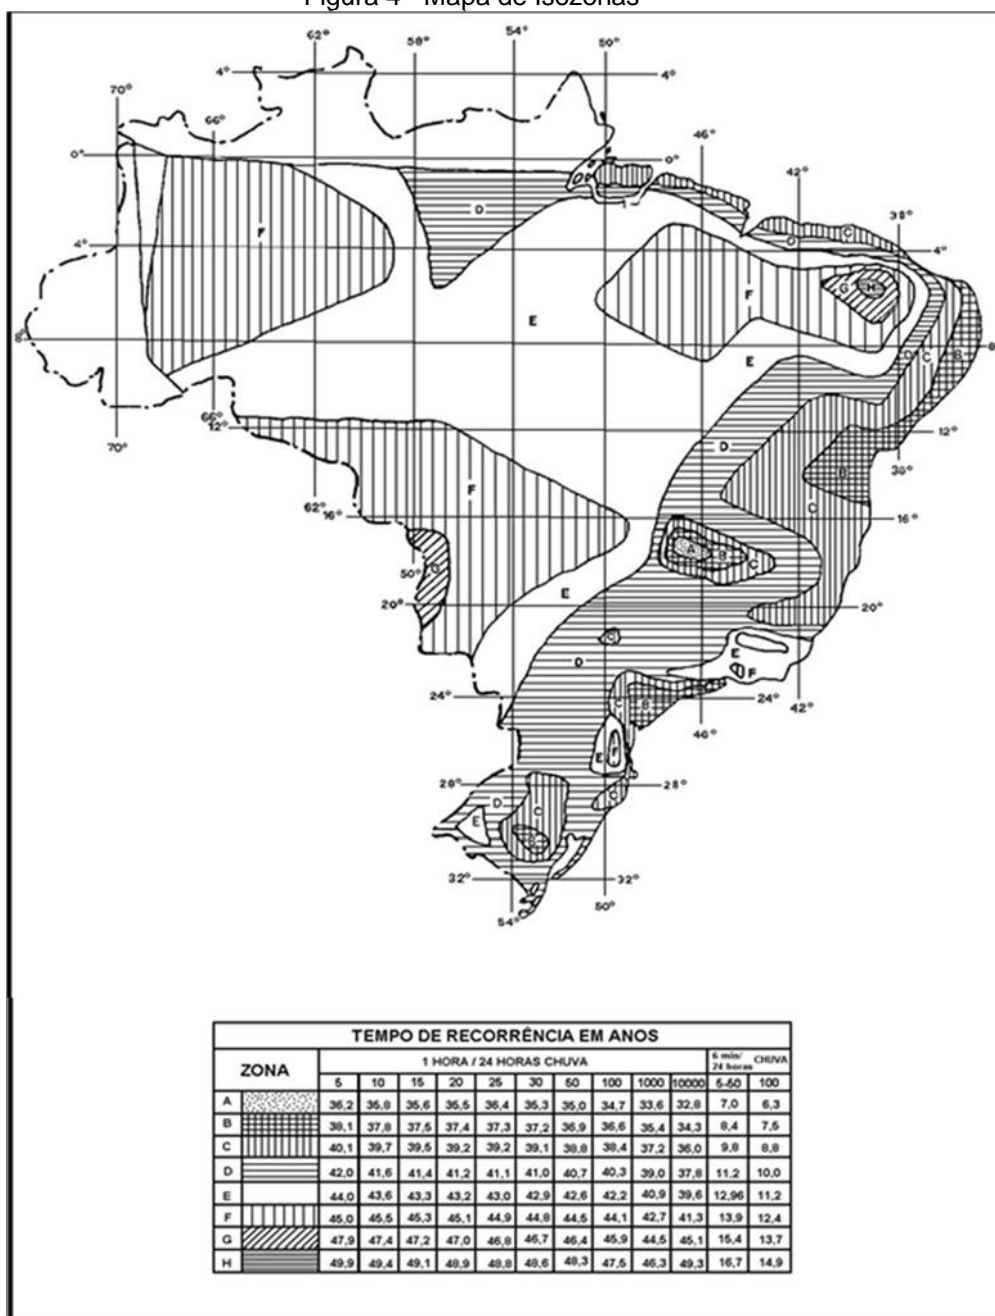 Figura 4 - Mapa de Isozonas
62° 58° 54° 50°
4° 4°
70°
66° 46°
0° 0°
42°
D
F
38°
C
D
4° 4°
G H
F
E
8° 8
E D C B
66°
12° 12°
70° D 38°
B
F
62° C
16° 16°
A B C
50° G
E
20° 20°
C
E
D
F
24° C B 24°
42°
46°
E F
28° 28°
D C C
E
B
32° 32°
50°
54°
TEMPO DE RECORRÊNCIA EM ANOS
ZONA 1 HORA / 24 HORAS CHUVA 6 min/ 24 horas CHUVA
5 10 15 20 25 30 50 100 1000 10000 5-50 100
A 36,2 35,8 35,6 35,5 36,4 35,3 35,0 34,7 33,6 32,8 7,0 6,3
B 38,1 37,8 37,5 37,4 37,3 37,2 36,9 36,6 35,4 34,3 8,4 7,5
C 40,1 39,7 39,5 39,2 39,2 39,1 38,8 38,4 37,2 36,0 9,8 8,8
D 42,0 41,6 41,4 41,2 41,1 41,0 40,7 40,3 39,0 37,8 11,2 10,0
E 44,0 43,6 43,3 43,2 43,0 42,9 42,6 42,2 40,9 39,6 12,96 11,2
F 45,0 45,5 45,3 45,1 44,9 44,8 44,5 44,1 42,7 41,3 13,9 12,4
G 47,9 47,4 47,2 47,0 46,8 46,7 46,4 45,9 44,5 45,1 15,4 13,7
H 49,9 49,4 49,1 48,9 48,8 48,6 48,3 47,5 46,3 49,3 16,7 14,9